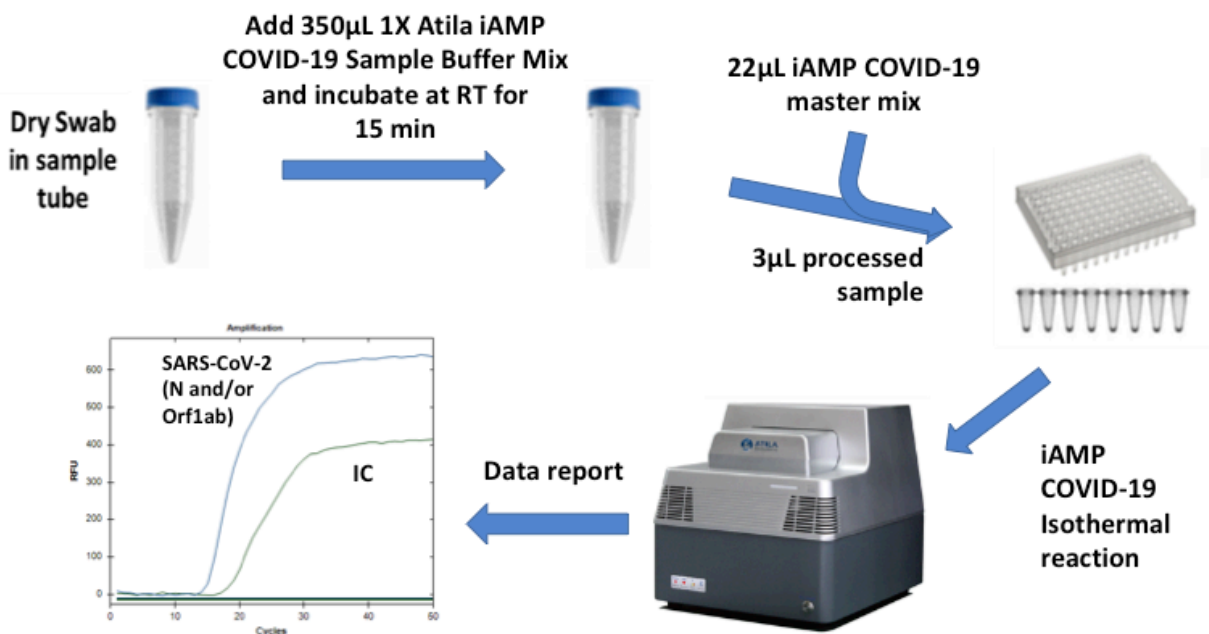 Add 350µL 1X Atila iAMP
COVID-19 Sample Buffer Mix
and incubate at RT for
15 min
Dry Swab
in sample
tube
22µL iAMP COVID-19
master mix
3µL processed
sample
iAMP
COVID-19
Isothermal
reaction
ATILA
Data report
Amplification
SARS-CoV-2
(N and/or
Orf1ab)
IC
RFU
600
500
400
300
200
100
0
0 10 20 30 40 50
Cycles